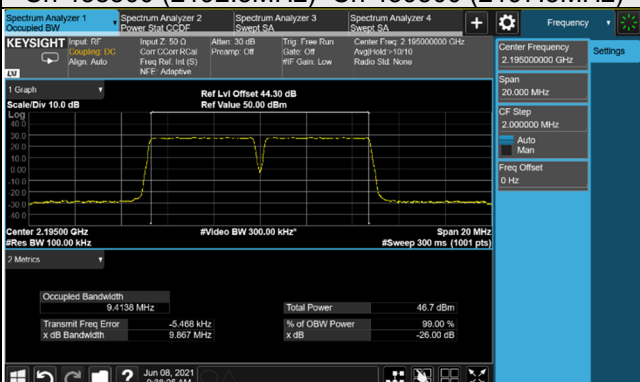 Spectrum Analyzer 1
Occupied BW
Spectrum Analyzer 2
Power Stat CCDF
Spectrum Analyzer 3
Swept SA
Spectrum Analyzer 4
Swept SA
Frequency
KEYSIGHT
Input: RF
Coupling: DC
Align: Auto
Input Z: 50 Ω
Corr CCorr RCal
Freq Ref: Int (S)
NFE: Adaptive
Atten: 30 dB
Preamp: Off
Trig: Free Run
Gate: Off
#IF Gain: Low
Center Freq: 2.195000000 GHz
Avg|Hold:>10/10
Radio Std: None
LXI
Center Frequency
2.195000000 GHz
Settings
Span
20.000 MHz
CF Step
2.000000 MHz
Auto
Man
Freq Offset
0 Hz
1 Graph
Scale/Div 10.0 dB
Ref Lvl Offset 44.30 dB
Ref Value 50.00 dBm
Log
40.0
30.0
20.0
10.0
0.00
-10.0
-20.0
-30.0
-40.0
Center 2.19500 GHz
#Res BW 100.00 kHz
#Video BW 300.00 kHz*
Span 20 MHz
#Sweep 300 ms (1001 pts)
2 Metrics
Occupied Bandwidth
9.4138 MHz
Total Power
46.7 dBm
Transmit Freq Error
-5.468 kHz
% of OBW Power
99.00 %
x dB Bandwidth
9.867 MHz
x dB
-26.00 dB
?
Jun 08, 2021